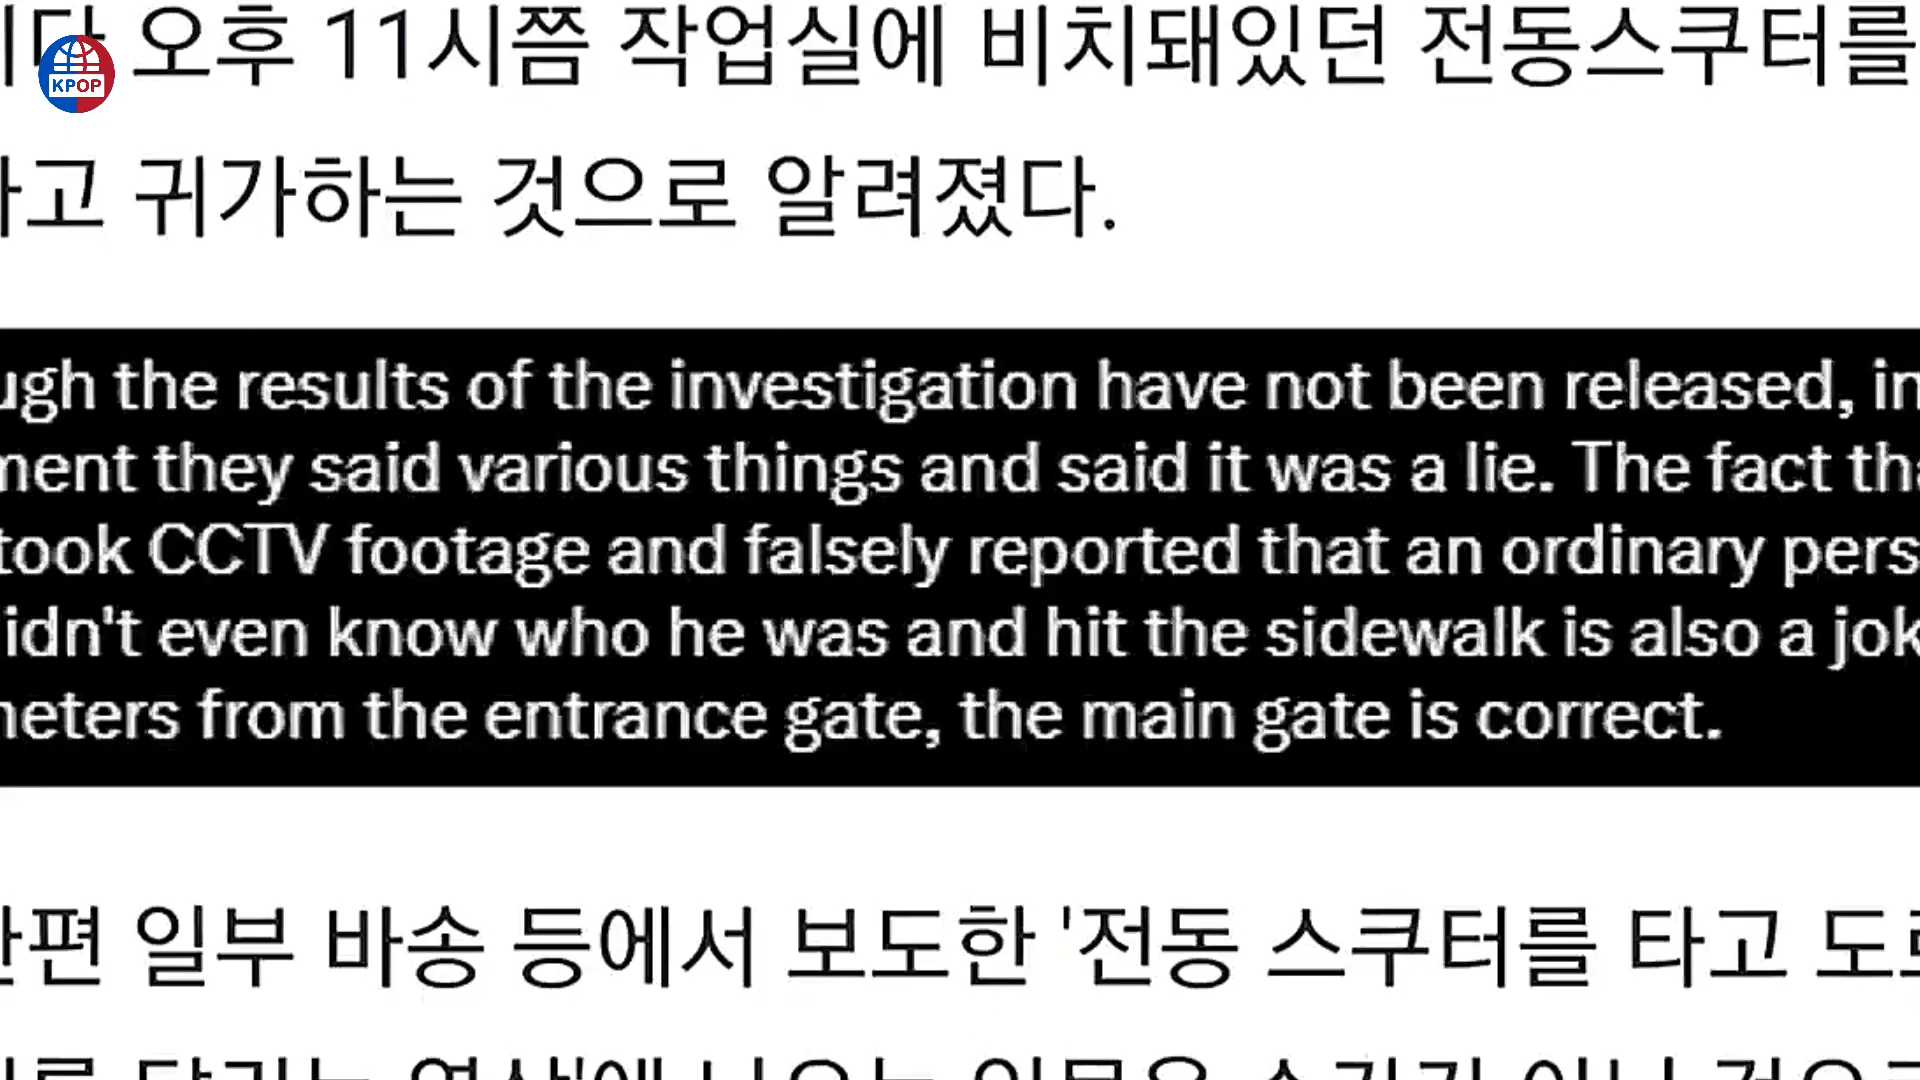 오후 11시쯤 작업실에 비치돼있던 전동스쿠터를
KPOP
귀가하는 것으로 알려졌다.
the results of the investigation have not been released,
they said various things and said it was a lie. The fact
took CCTV footage and falsely reported that an ordinary
even know who he was and hit the sidewalk is also a
from the entrance gate, the main gate is correct.
일부 바송 등에서 보도한 '전동 스쿠터를 타고